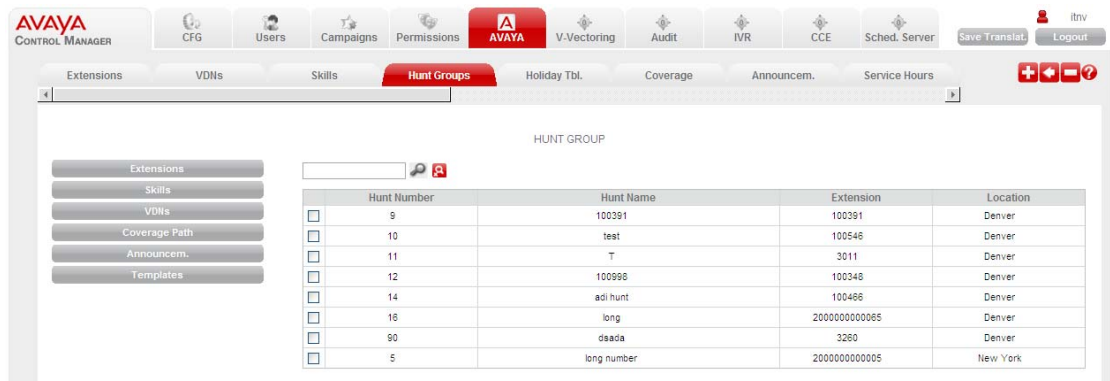 AVAYA
CONTROL MANAGER
CFG Users Campaigns Permissions AVAYA V-Vectoring Audit IVR CCE Sched. Server
itnv
Save Translat. Logout
Extensions VDNs Skills Hunt Groups Holiday Tbl. Coverage Announcem. Service Hours
HUNT GROUP
Extensions
Skills
VDNs
Coverage Path
Announcem.
Templates
Hunt Number Hunt Name Extension Location
9 100391 100391 Denver
10 test 100546 Denver
11 T 3011 Denver
12 100998 100348 Denver
14 adi hunt 100466 Denver
16 long 2000000000065 Denver
90 dsada 3260 Denver
5 long number 2000000000005 New York